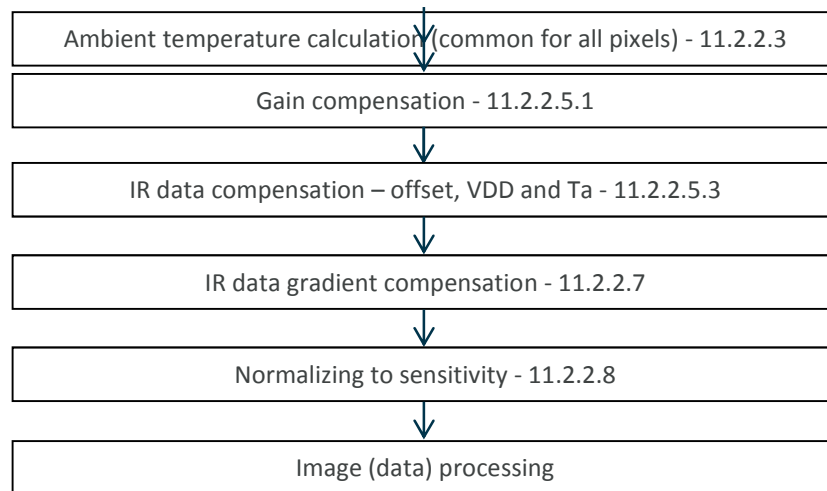 Ambient temperature calculation (common for all pixels) - 11.2.2.3
Gain compensation - 11.2.2.5.1
IR data compensation – offset, VDD and Ta - 11.2.2.5.3
IR data gradient compensation - 11.2.2.7
Normalizing to sensitivity - 11.2.2.8
Image (data) processing